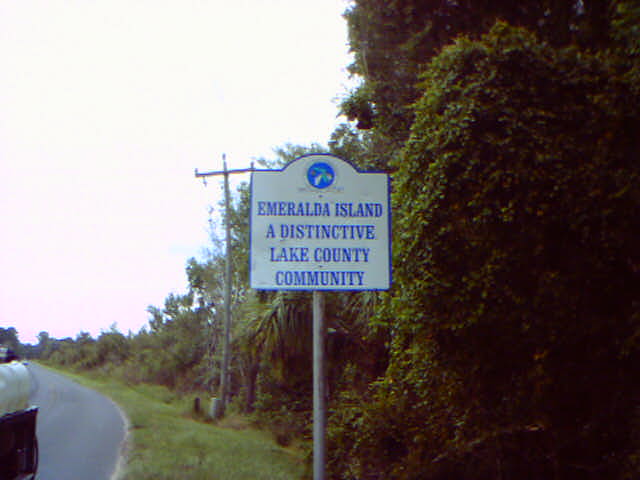 EMERALDA ISLAND
A DISTINCTIVE
LAKE COUNTY
COMMUNITY